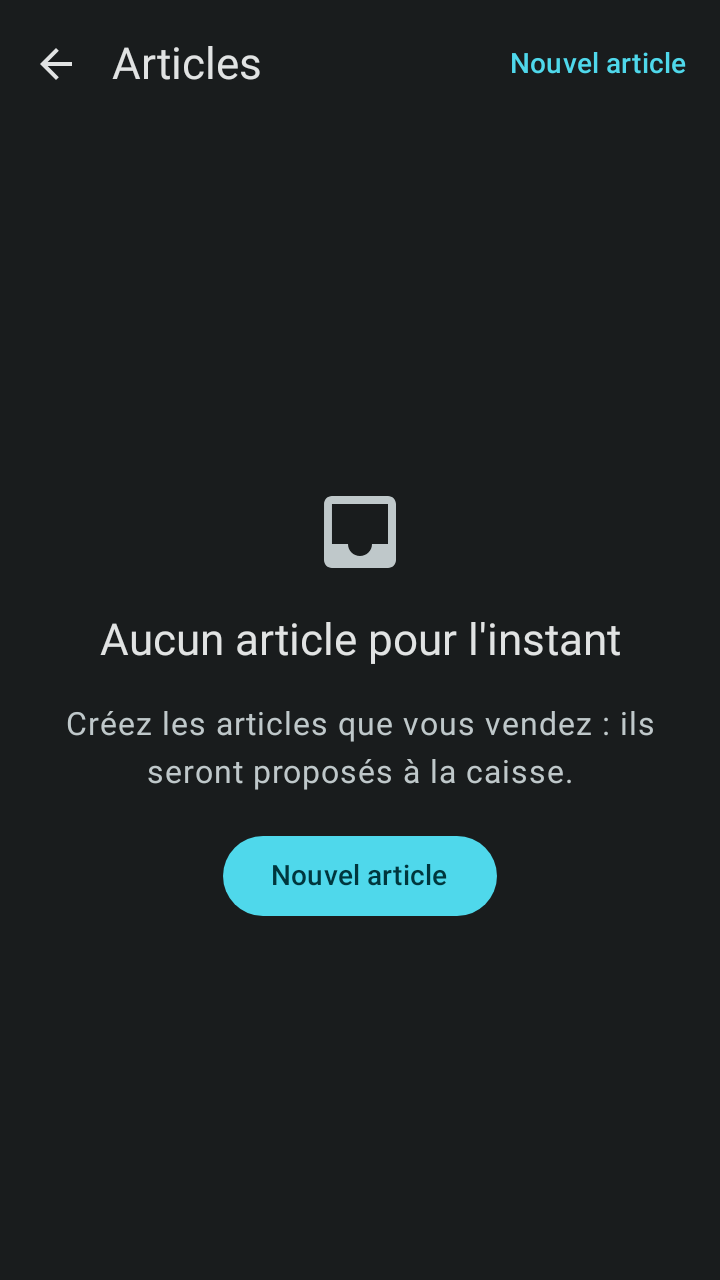 Articles
Nouvel article
Aucun article pour l'instant
Créez les articles que vous vendez : ils
seront proposés à la caisse.
Nouvel article